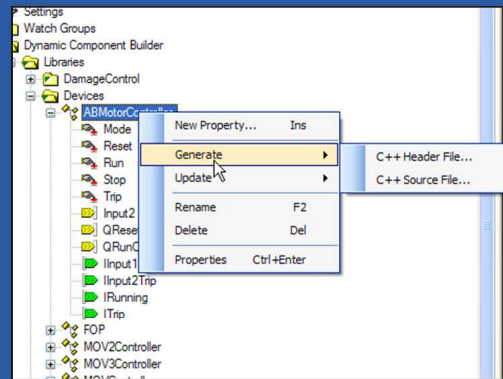 Settings
Watch Groups
Dynamic Component Builder
Libraries
DamageControl
Devices
ABMotorController
Mode
Reset
Run
Stop
Trip
Input2
QReset
QRunC
IInput1
IInput2Trip
IRunning
ITrip
FOP
MOV2Controller
MOV3Controller
New Property... Ins
Generate
Update
Rename F2
Delete Del
Properties Ctrl+Enter
C++ Header File...
C++ Source File...